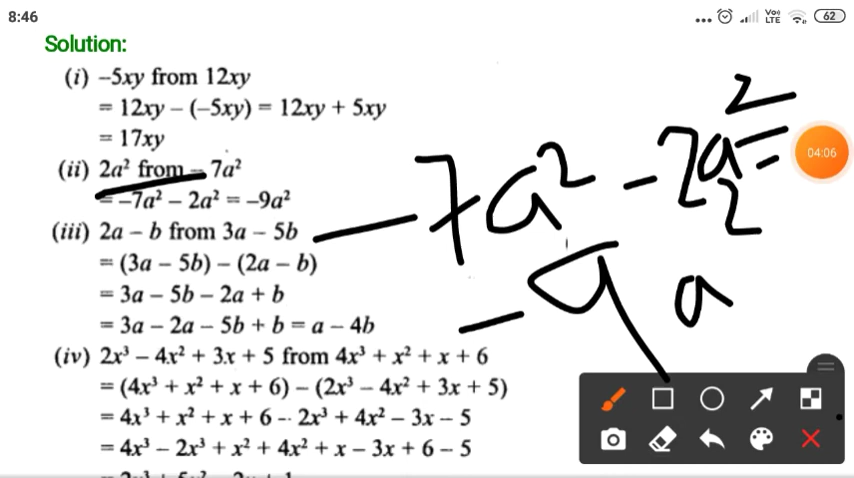 8:46
Vo) LTE
62
Solution:
(i) –5xy from 12xy
= 12xy – (–5xy) = 12xy + 5xy
= 17xy
(ii) 2a² from – 7a²
= –7a² – 2a² = –9a²
(iii) 2a – b from 3a – 5b
= (3a – 5b) – (2a – b)
= 3a – 5b – 2a + b
= 3a – 2a – 5b + b = a – 4b
(iv) 2x³ – 4x² + 3x + 5 from 4x³ + x² + x + 6
= (4x³ + x² + x + 6) – (2x³ – 4x² + 3x + 5)
= 4x³ + x² + x + 6 – 2x³ + 4x² – 3x – 5
= 4x³ – 2x³ + x² + 4x² + x – 3x + 6 – 5
– 7a² – 2a² =
– 9a²
04:06